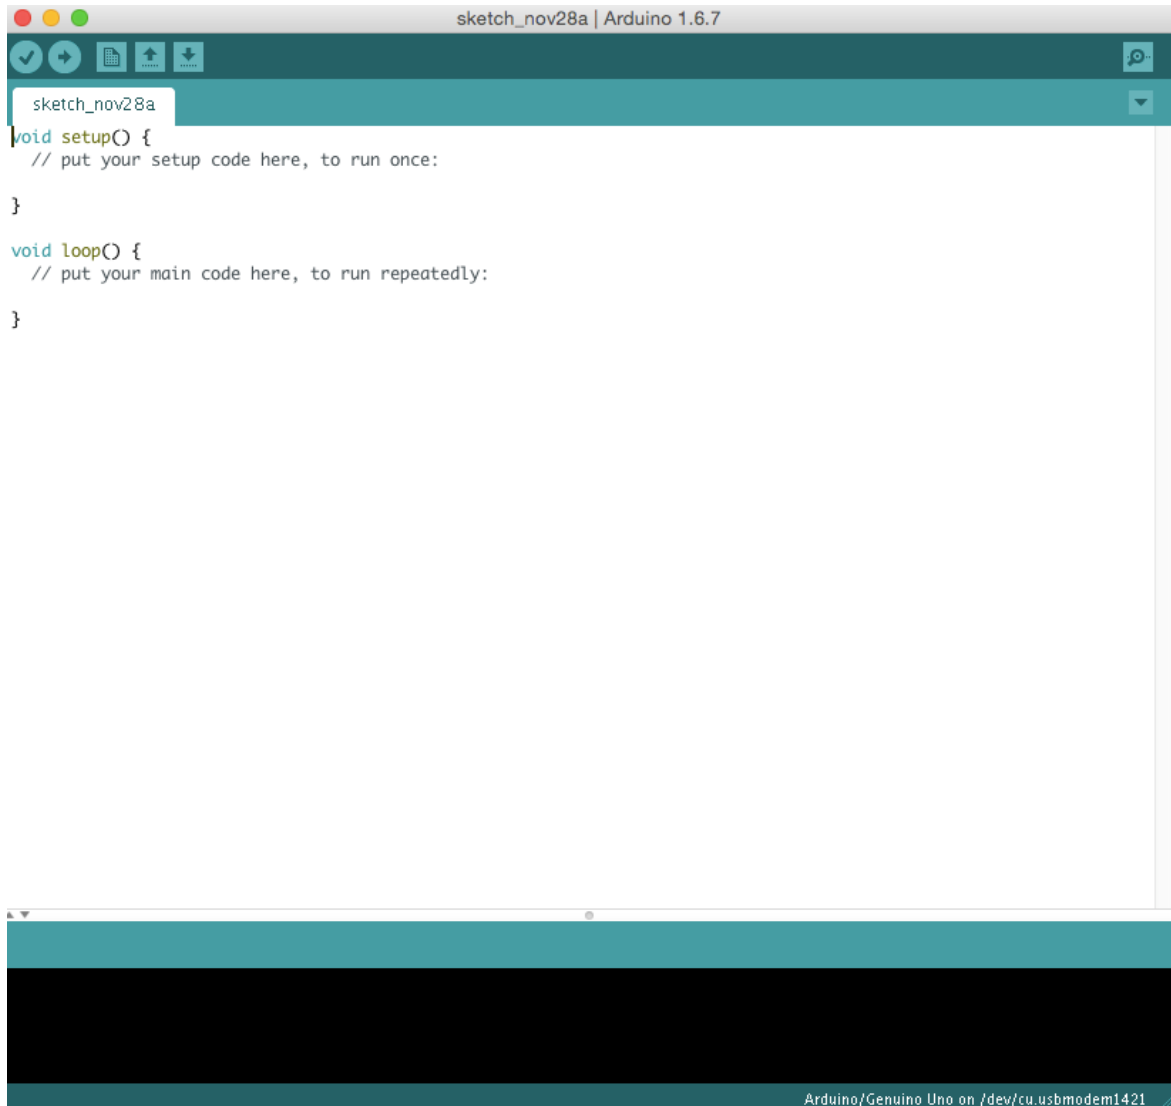 sketch_nov28a | Arduino 1.6.7
sketch_nov28a
void setup() {
  // put your setup code here, to run once:
}
void loop() {
  // put your main code here, to run repeatedly:
}
Arduino/Genuino Uno on /dev/cu.usbmodem1421